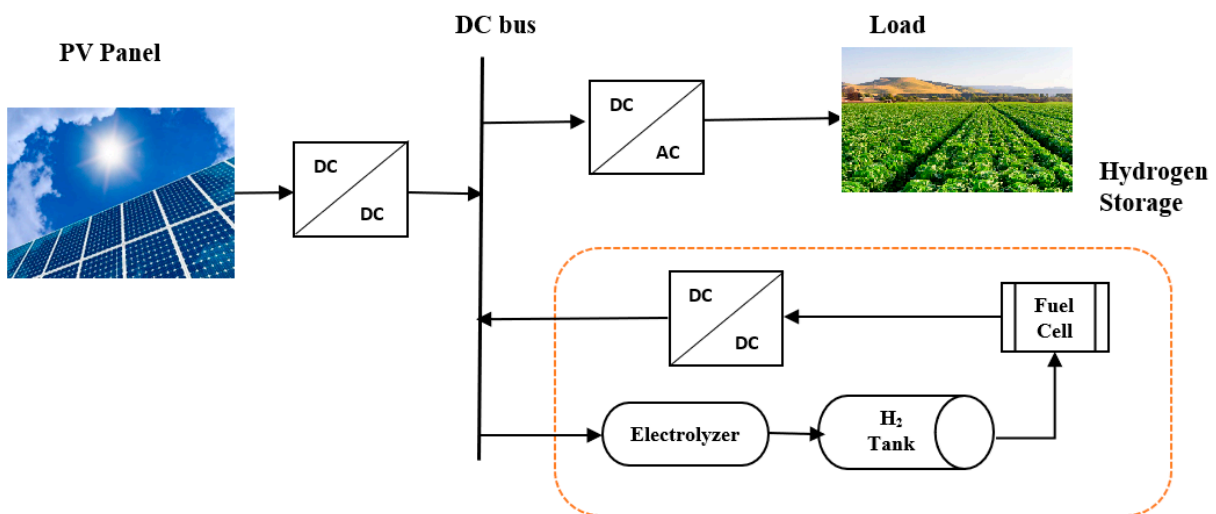 DC bus
Load
PV Panel
DC
AC
DC
DC
Hydrogen
Storage
DC
DC
Fuel
Cell
Electrolyzer
H₂
Tank